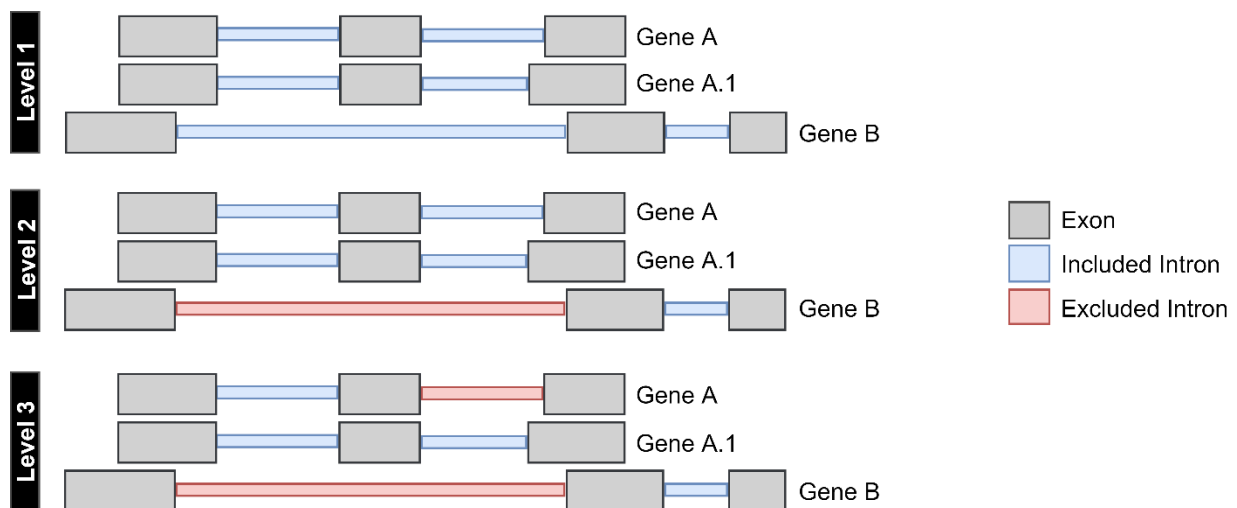 Level 1
Gene A
Gene A.1
Gene B
Level 2
Gene A
Gene A.1
Gene B
Exon
Included Intron
Excluded Intron
Level 3
Gene A
Gene A.1
Gene B